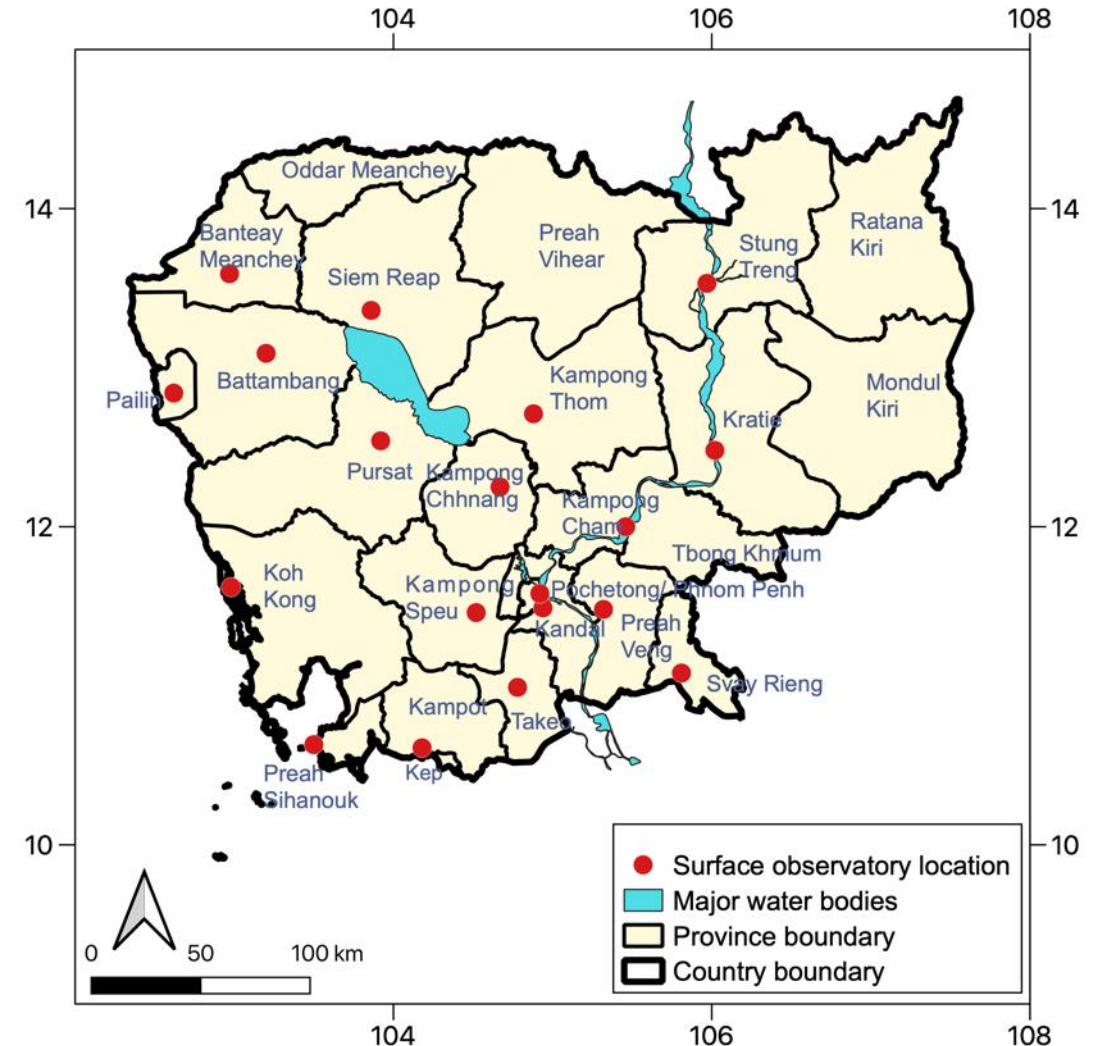 104
106
108
Oddar Meanchey
14
14
Banteay
Meanchey
Preah
Vihear
Stung
Treng
Ratana
Kiri
Siem Reap
Battambang
Pailin
Kampong
Thom
Mondul
Kiri
Kratie
Pursat
Kampong
Chhnang
Kampong
Cham
12
12
Tbong Khmum
Koh
Kong
Kampong
Speu
Pochetong/ Phnom Penh
Kandal
Preah
Veng
Svay Rieng
Kampot
Takeo
Preah
Sihanouk
Kep
10
10
Surface observatory location
Major water bodies
Province boundary
Country boundary
0 50 100 km
104
106
108